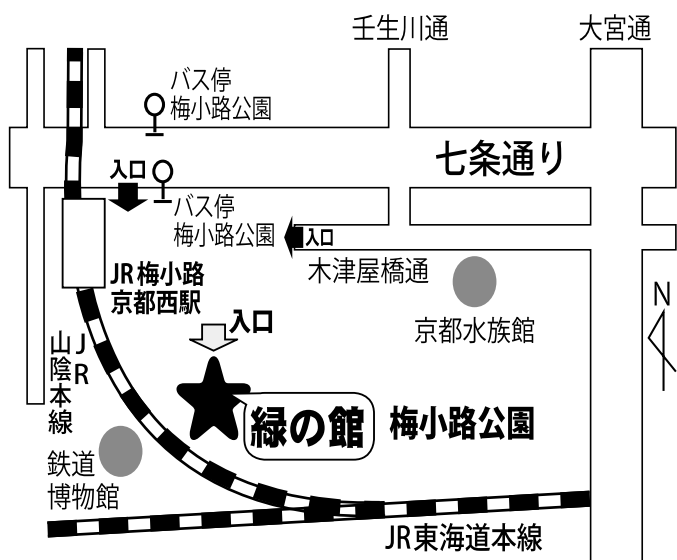 壬生川通
大宮通
バス停
梅小路公園
七条通り
入口
バス停
梅小路公園
入口
木津屋橋通
JR梅小路
京都西駅
N
京都水族館
入口
JR
山陰本線
緑の館
梅小路公園
鉄道
博物館
JR東海道本線